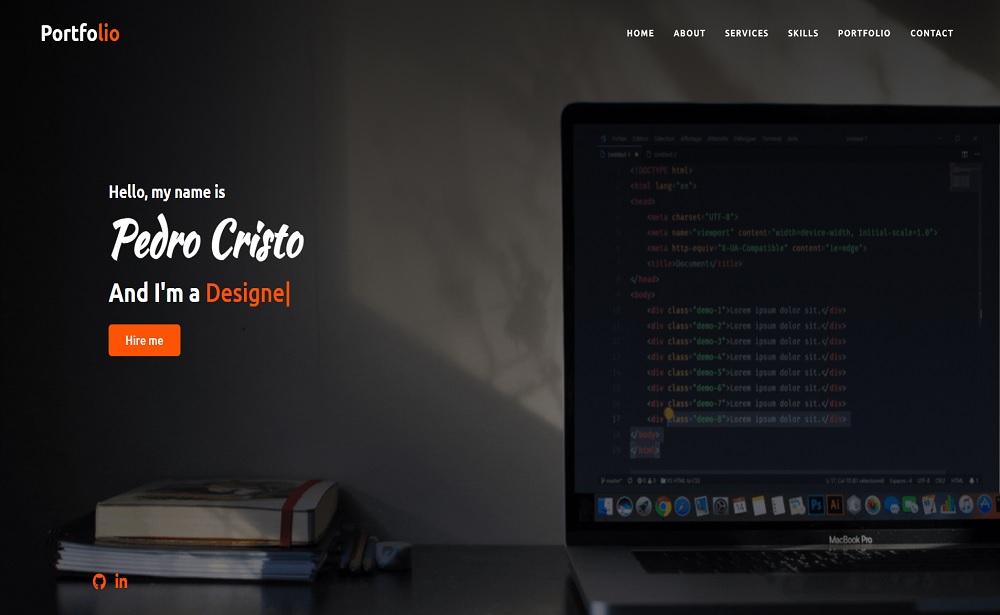 Portfolio
HOME ABOUT SERVICES SKILLS PORTFOLIO CONTACT
Hello, my name is
Pedro Cristo
And I'm a Designe|
Hire me
<!DOCTYPE html>
<html lang="en">
<head>
<meta charset="UTF-8">
<meta name="viewport" content="width=device-width, initial-scale=1.0">
<meta http-equiv="X-UA-Compatible" content="ie=edge">
<title>Document</title>
</head>
<body>
<div class="demo-1">Lorem ipsum dolor sit.</div>
<div class="demo-2">Lorem ipsum dolor sit.</div>
<div class="demo-3">Lorem ipsum dolor sit.</div>
<div class="demo-4">Lorem ipsum dolor sit.</div>
<div class="demo-5">Lorem ipsum dolor sit.</div>
<div class="demo-6">Lorem ipsum dolor sit.</div>
<div class="demo-7">Lorem ipsum dolor sit.</div>
17 <div class="demo-8">Lorem ipsum dolor sit.</div>
</body>
</html>
Ps Ai
MacBook Pro
in